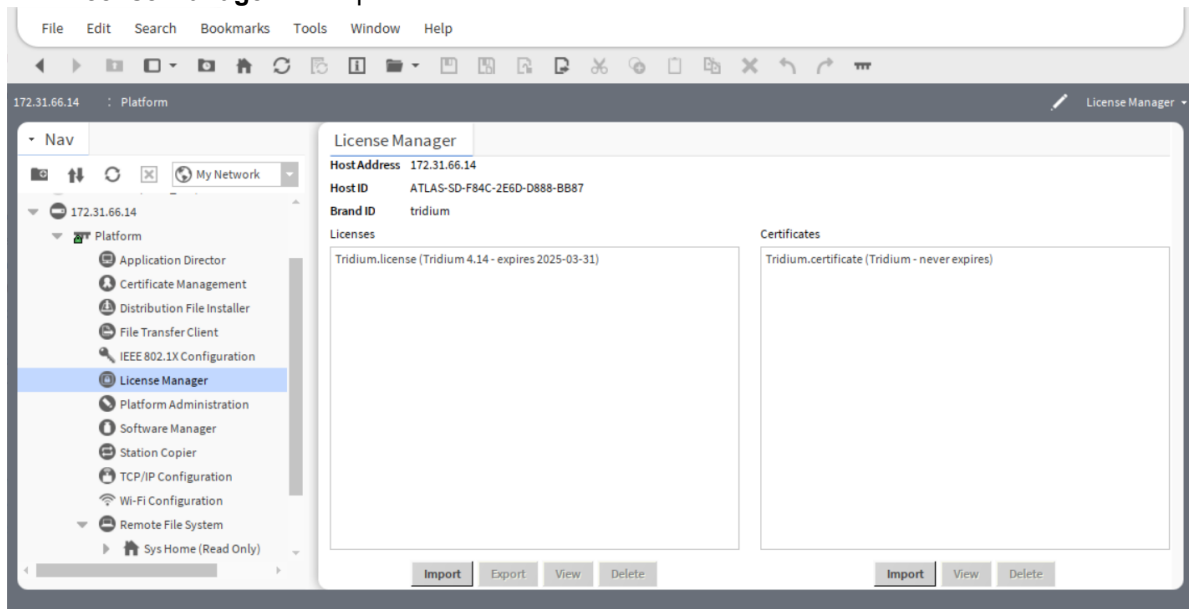 File Edit Search Bookmarks Tools Window Help
172.31.66.14 : Platform
License Manager
Nav
My Network
172.31.66.14
Platform
Application Director
Certificate Management
Distribution File Installer
File Transfer Client
IEEE 802.1X Configuration
License Manager
Platform Administration
Software Manager
Station Copier
TCP/IP Configuration
Wi-Fi Configuration
Remote File System
Sys Home (Read Only)
License Manager
Host Address 172.31.66.14
Host ID ATLAS-SD-F84C-2E6D-D888-BB87
Brand ID tridium
Licenses
Tridium.license (Tridium 4.14 - expires 2025-03-31)
Import Export View Delete
Certificates
Tridium.certificate (Tridium - never expires)
Import View Delete